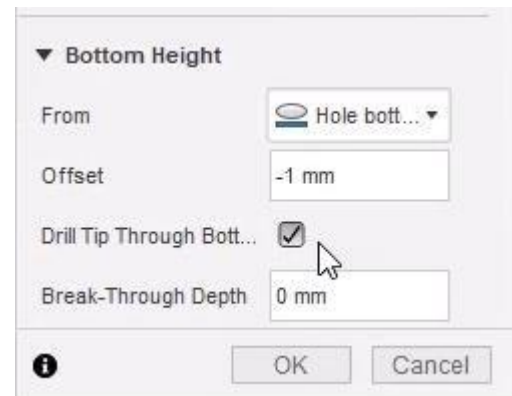 Bottom Height
From Hole bott...
Offset -1 mm
Drill Tip Through Bott...
Break-Through Depth 0 mm
OK Cancel